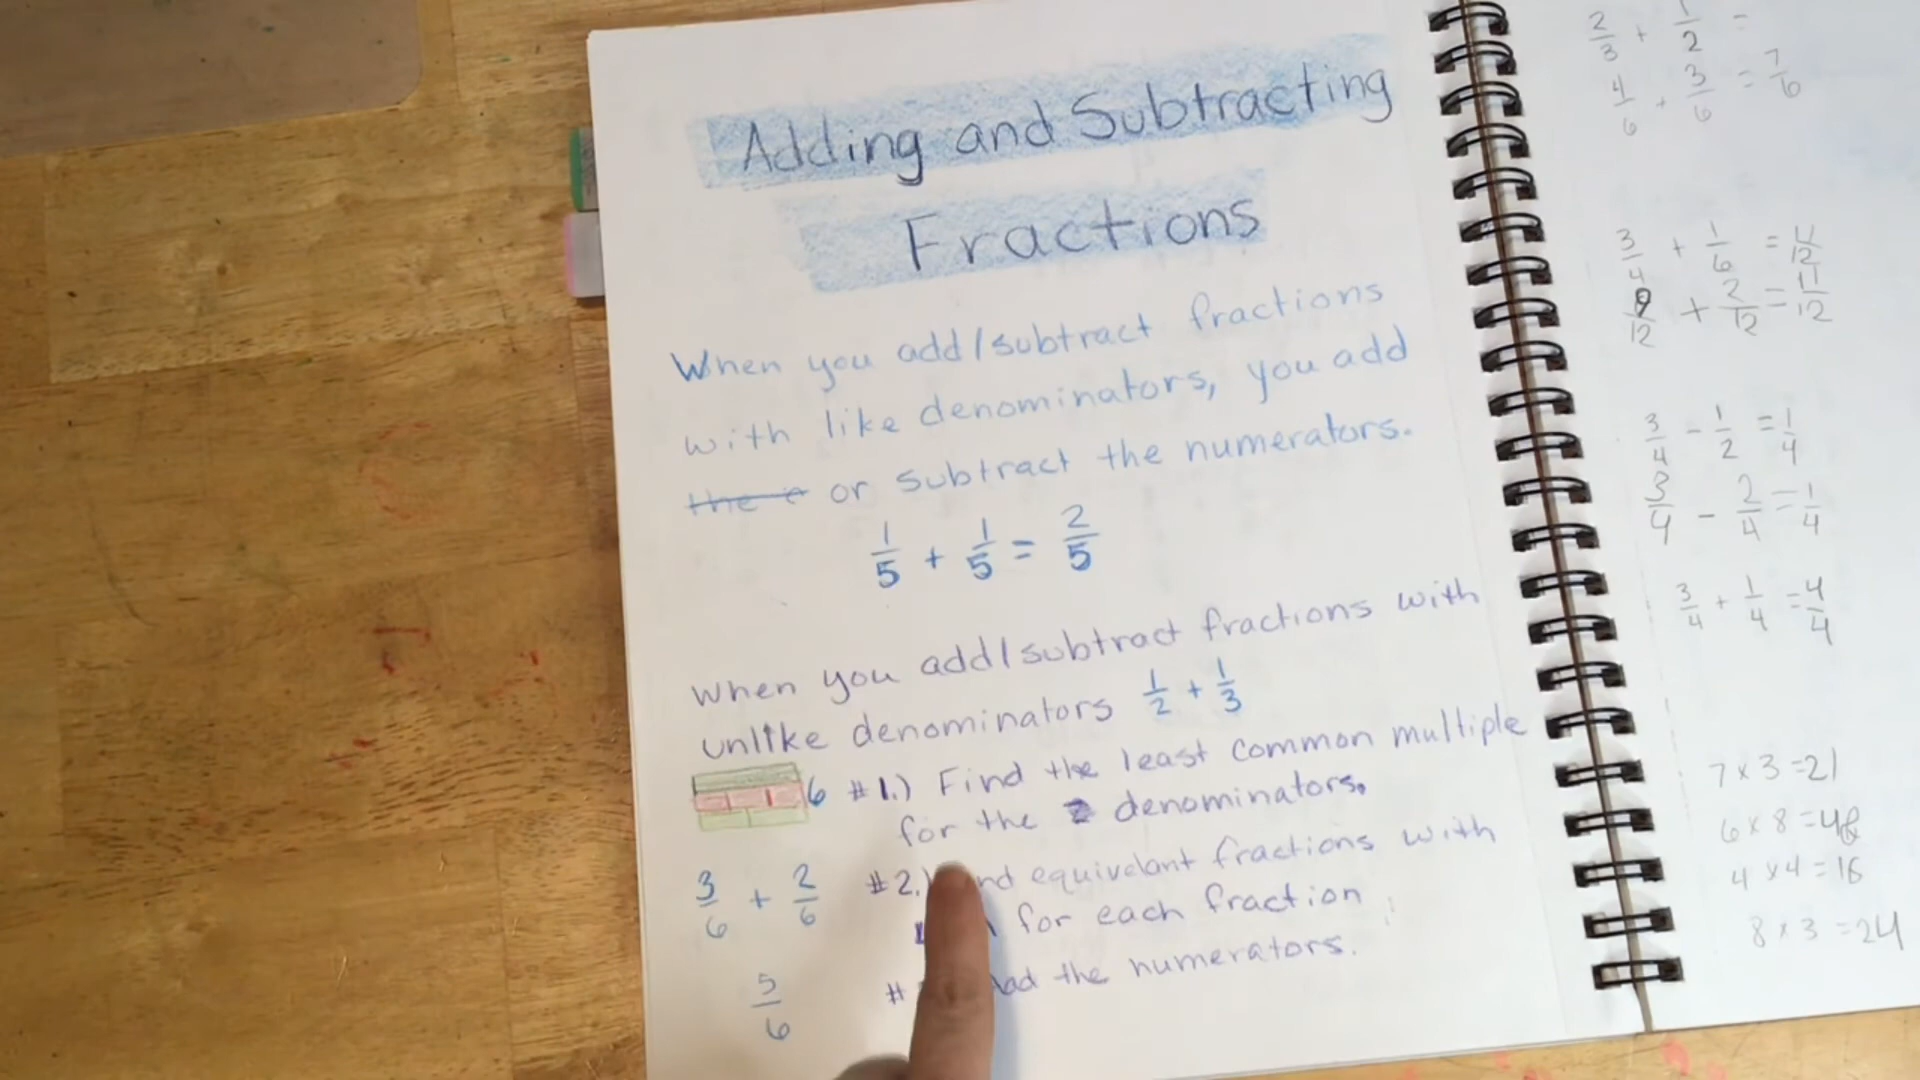 Adding and Subtracting
Fractions
When you add/subtract fractions
with like denominators, you add
or subtract the numerators.
1/5 + 1/5 = 2/5
When you add/subtract fractions with
unlike denominators 1/2 + 1/3
6 #1.) Find the least common multiple
for the denominators.
#2.) equivalant fractions with
for each fraction
3/6 + 2/6
# the numerators.
5/6
2/3 + 1/2 =
4/6 + 3/6 = 7/6
3/4 + 1/6 = 11/12
9/12 + 2/12 = 11/12
3/4 - 1/2 = 1/4
3/4 - 2/4 = 1/4
3/4 + 1/4 = 4/4
7 x 3 = 21
6 x 8 = 48
4 x 4 = 16
8 x 3 = 24